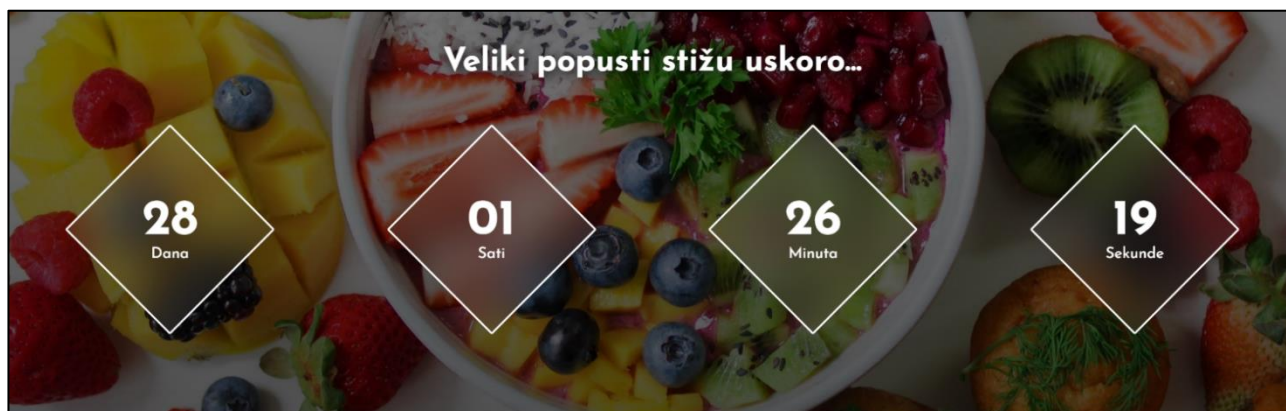 Veliki popusti stižu uskoro...
28
Dana
01
Sati
26
Minuta
19
Sekunde